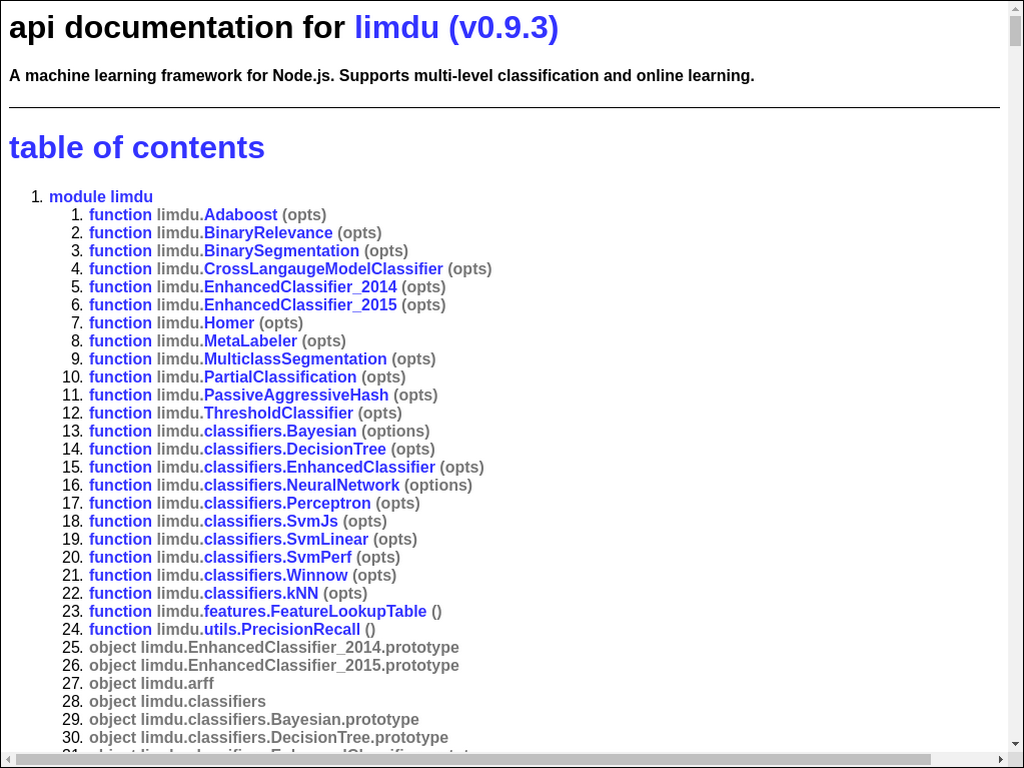 api documentation for limdu (v0.9.3)
A machine learning framework for Node.js. Supports multi-level classification and online learning.
table of contents
1. module limdu
1. function limdu.Adaboost (opts)
2. function limdu.BinaryRelevance (opts)
3. function limdu.BinarySegmentation (opts)
4. function limdu.CrossLangaugeModelClassifier (opts)
5. function limdu.EnhancedClassifier_2014 (opts)
6. function limdu.EnhancedClassifier_2015 (opts)
7. function limdu.Homer (opts)
8. function limdu.MetaLabeler (opts)
9. function limdu.MulticlassSegmentation (opts)
10. function limdu.PartialClassification (opts)
11. function limdu.PassiveAggressiveHash (opts)
12. function limdu.ThresholdClassifier (opts)
13. function limdu.classifiers.Bayesian (options)
14. function limdu.classifiers.DecisionTree (opts)
15. function limdu.classifiers.EnhancedClassifier (opts)
16. function limdu.classifiers.NeuralNetwork (options)
17. function limdu.classifiers.Perceptron (opts)
18. function limdu.classifiers.SvmJs (opts)
19. function limdu.classifiers.SvmLinear (opts)
20. function limdu.classifiers.SvmPerf (opts)
21. function limdu.classifiers.Winnow (opts)
22. function limdu.classifiers.kNN (opts)
23. function limdu.features.FeatureLookupTable ()
24. function limdu.utils.PrecisionRecall ()
25. object limdu.EnhancedClassifier_2014.prototype
26. object limdu.EnhancedClassifier_2015.prototype
27. object limdu.arff
28. object limdu.classifiers
29. object limdu.classifiers.Bayesian.prototype
30. object limdu.classifiers.DecisionTree.prototype